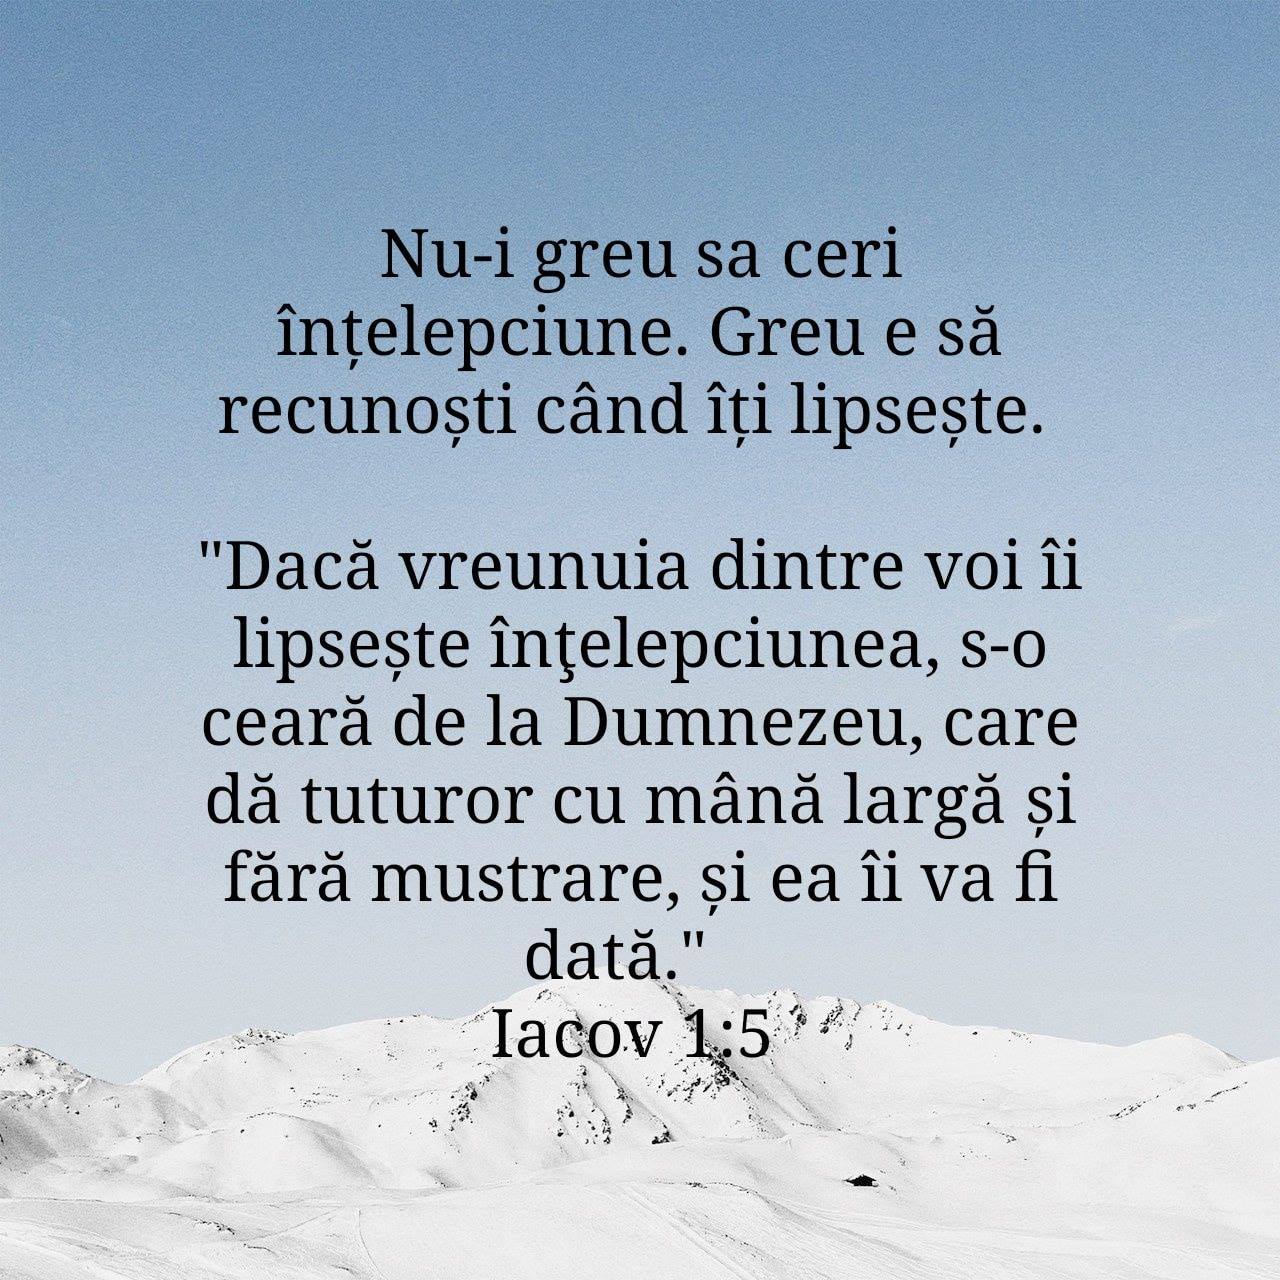 Nu-i greu sa ceri
înțelepciune. Greu e să
recunoști când îți lipsește.
"Dacă vreunuia dintre voi îi
lipsește înţelepciunea, s-o
ceară de la Dumnezeu, care
dă tuturor cu mână largă și
fără mustrare, și ea îi va fi
dată."
Iacov 1:5